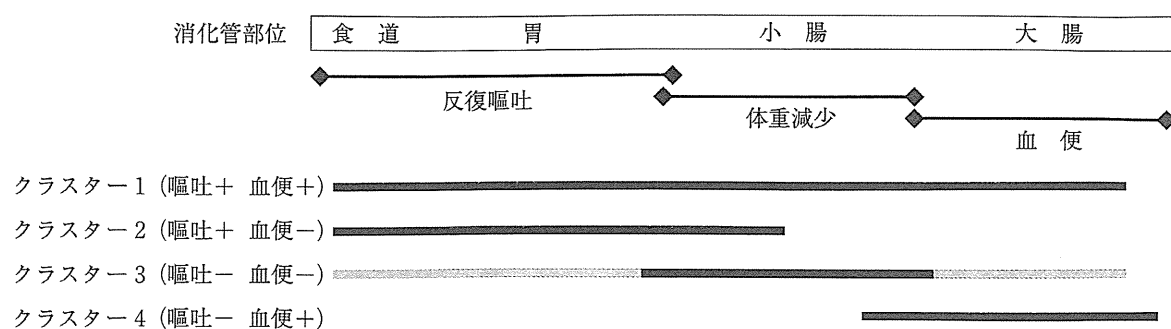 消化管部位 食 道 胃 小 腸 大 腸
反復嘔吐
体重減少
血 便
クラスター1 (嘔吐+ 血便+)
クラスター2 (嘔吐+ 血便-)
クラスター3 (嘔吐- 血便-)
クラスター4 (嘔吐- 血便+)